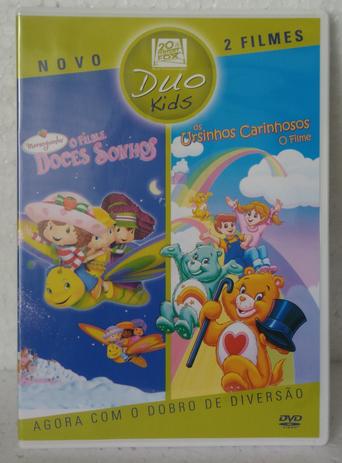 NOVO
20th CENTURY FOX
2 FILMES
Duo
Kids
Moranguinho
O FILME
DOCES SONHOS
os
Ursinhos Carinhosos
O Filme
AGORA COM O DOBRO DE DIVERSÃO
DVD